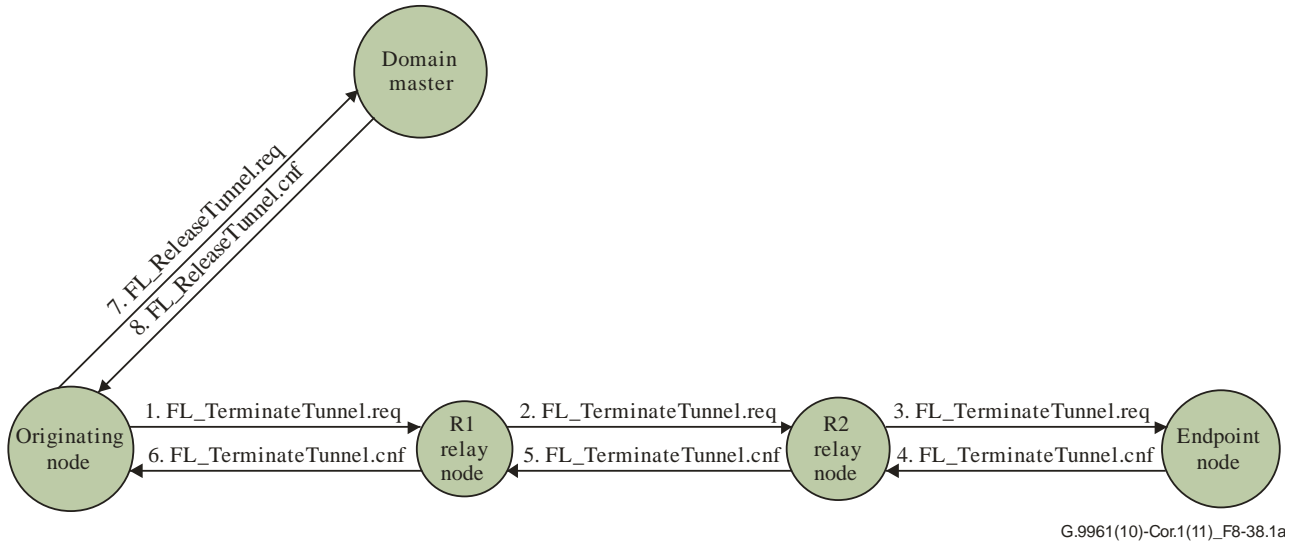 Domain
master
7. FL_ReleaseTunnel.req
8. FL_ReleaseTunnel.cnf
Originating
node
1. FL_TerminateTunnel.req
6. FL_TerminateTunnel.cnf
R1
relay
node
2. FL_TerminateTunnel.req
5. FL_TerminateTunnel.cnf
R2
relay
node
3. FL_TerminateTunnel.req
4. FL_TerminateTunnel.cnf
Endpoint
node
G.9961(10)-Cor.1(11)_F8-38.1a